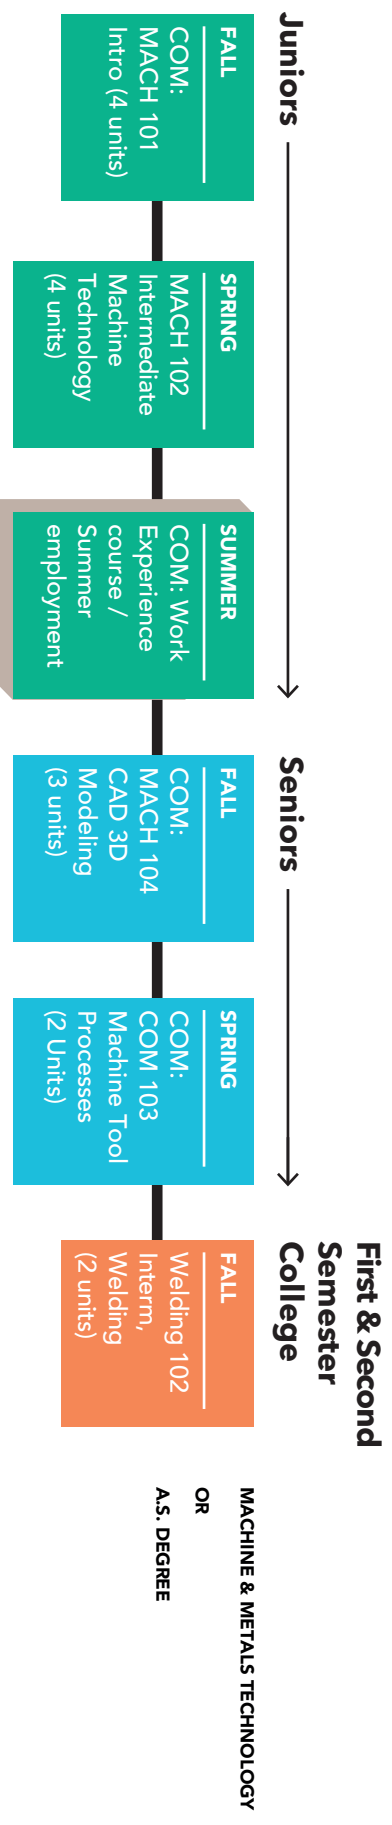 Juniors
FALL
COM:
MACH 101
Intro (4 units)
SPRING
MACH 102
Intermediate
Machine
Technology
(4 units)
SUMMER
COM: Work
Experience
course /
Summer
employment
Seniors
FALL
COM:
MACH 104
CAD 3D
Modeling
(3 units)
SPRING
COM:
COM 103
Machine Tool
Processes
(2 Units)
First & Second
Semester
College
FALL
Welding 102
Interm,
Welding
(2 units)
MACHINE & METALS TECHNOLOGY
OR
A.S. DEGREE